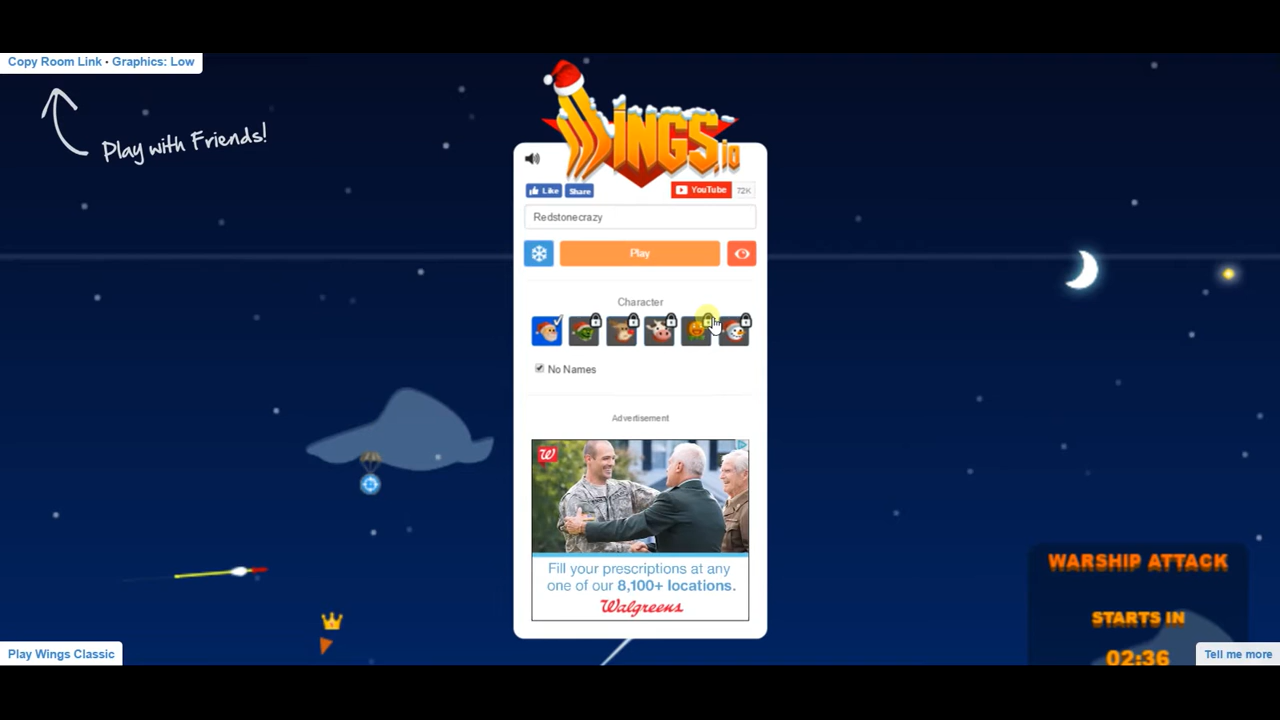 Copy Room Link • Graphics: Low
Play with Friends!
WINGS.io
Like
Share
YouTube
72K
Redstonecrazy
Play
Character
No Names
Advertisement
W
Fill your prescriptions at any
one of our 8,100+ locations.
Walgreens
WARSHIP ATTACK
STARTS IN
02:36
Play Wings Classic
Tell me more